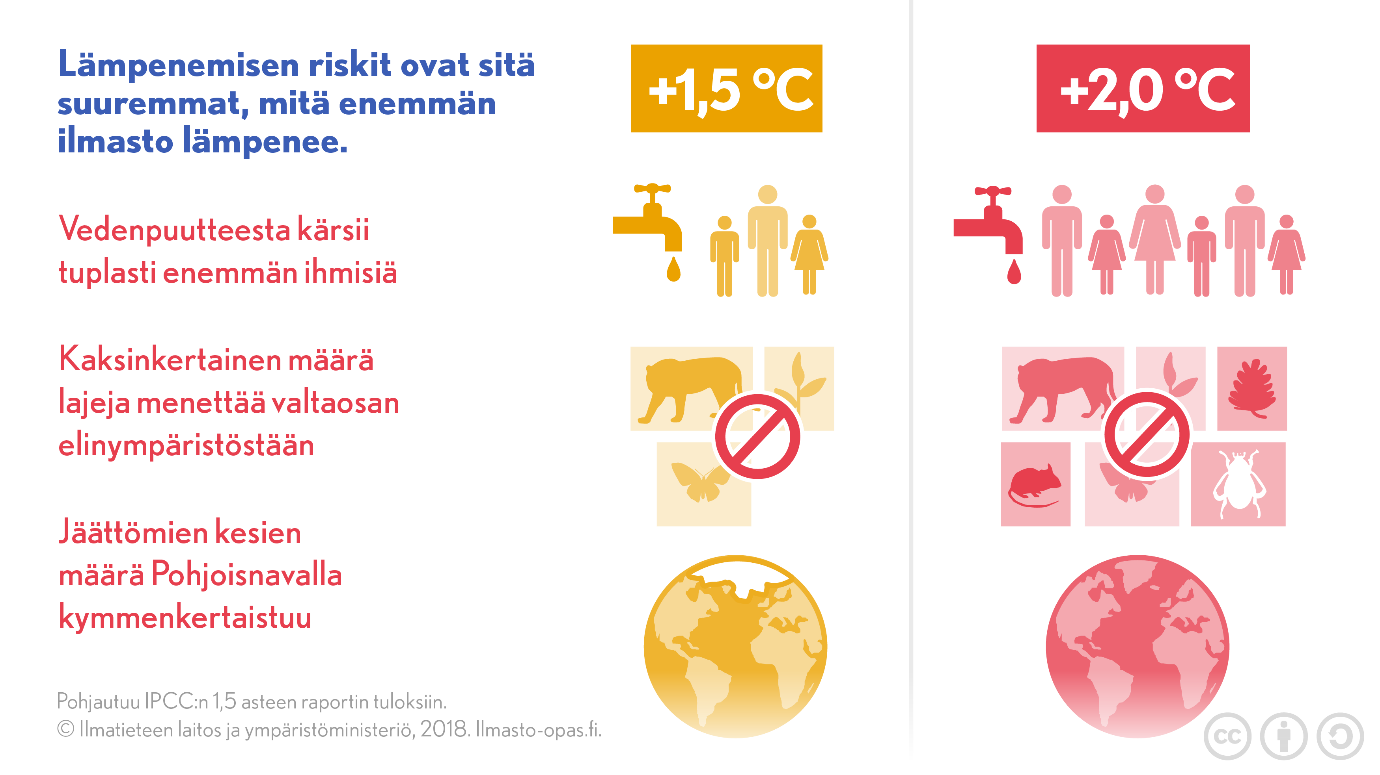 Lämpenemisen riskit ovat sitä
suuremmat, mitä enemmän
ilmasto lämpenee.
+1,5 °C
+2,0 °C
Vedenpuutteesta kärsii
tuplasti enemmän ihmisiä
Kaksinkertainen määrä
lajeja menettää valtaosan
elinympäristöstään
Jäättömien kesien
määrä Pohjoisnavalla
kymmenkertaistuu
Pohjautuu IPCC:n 1,5 asteen raportin tuloksiin.
© Ilmatieteen laitos ja ympäristöministeriö, 2018. Ilmasto-opas.fi.
cc